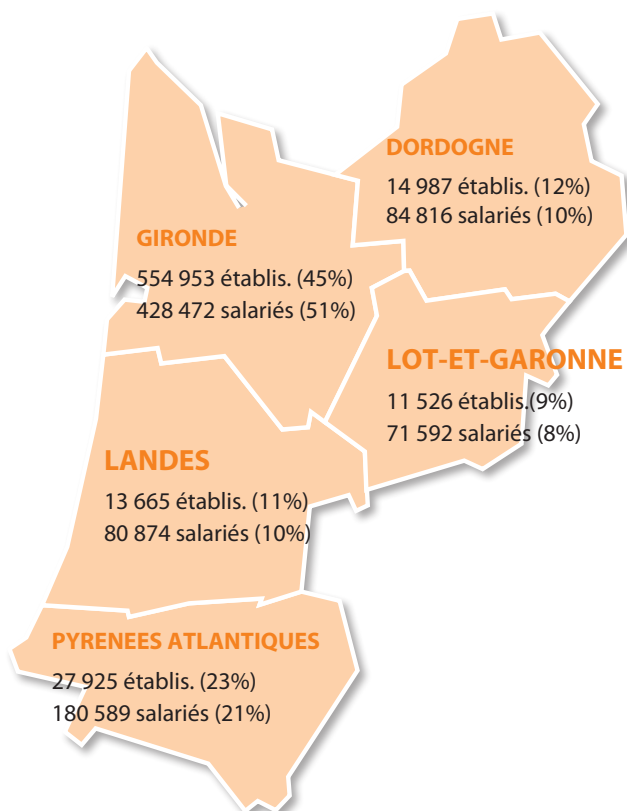 DORDOGNE
14 987 établis. (12%)
84 816 salariés (10%)
GIRONDE
554 953 établis. (45%)
428 472 salariés (51%)
LOT-ET-GARONNE
11 526 établis.(9%)
71 592 salariés (8%)
LANDES
13 665 établis. (11%)
80 874 salariés (10%)
PYRENEES ATLANTIQUES
27 925 établis. (23%)
180 589 salariés (21%)